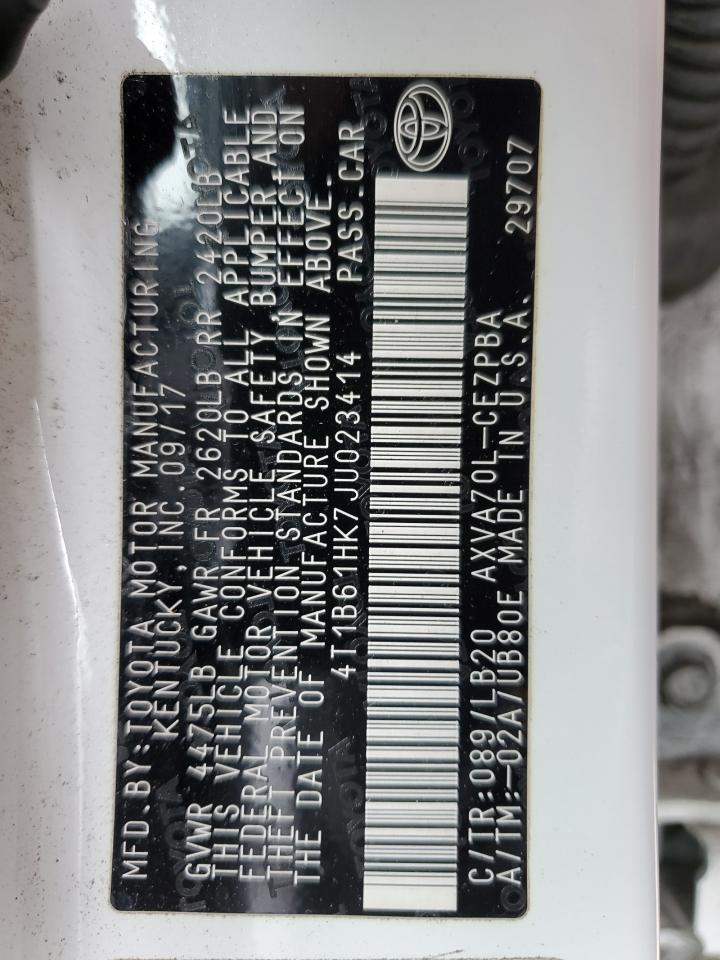 MFD.BY:TOYOTA MOTOR MANUFACTURING
KENTUCKY,INC.09/17
GVWR 4475LB GAWR FR 2620LB RR 2420LB
THIS VEHICLE CONFORMS TO ALL APPLICABLE
FEDERAL MOTOR VEHICLE SAFETY, BUMPER AND
THEFT PREVENTION STANDARDS IN EFFECT ON
THE DATE OF MANUFACTURE SHOWN ABOVE.
4T1B61HK7JU023414 PASS.CAR
C/TR:089/LB20 AXVA70L-CEZPBA
A/TM:-02A/UB80E MADE IN U.S.A. 29707